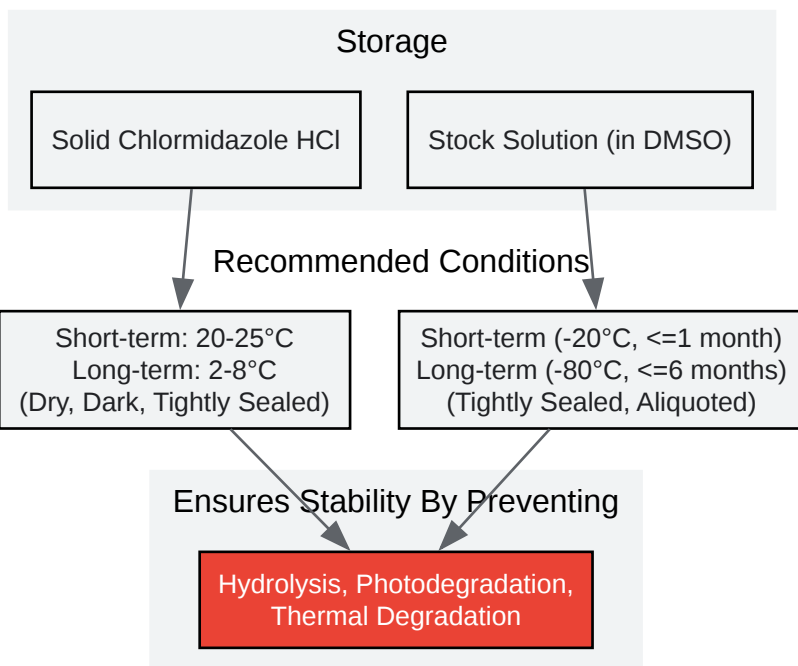 Storage
Solid Chlormidazole HCl
Stock Solution (in DMSO)
Recommended Conditions
Short-term: 20-25°C
Long-term: 2-8°C
(Dry, Dark, Tightly Sealed)
Short-term (-20°C, <=1 month)
Long-term (-80°C, <=6 months)
(Tightly Sealed, Aliquoted)
Ensures Stability By Preventing
Hydrolysis, Photodegradation,
Thermal Degradation